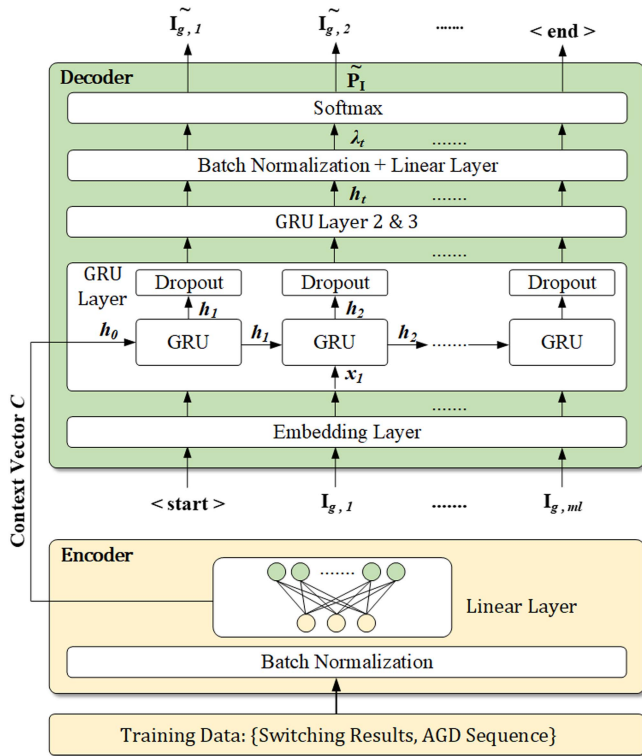 Ĩg,1 Ĩg,2 ....... < end >
Decoder
P̃I
Softmax
λt .......
Batch Normalization + Linear Layer
ht .......
GRU Layer 2 & 3
.......
GRU
Layer
Dropout Dropout Dropout
h0 h1 h2
GRU h1 GRU h2 ....... GRU
x1
.......
Embedding Layer
.......
< start > Ig,1 ....... Ig,ml
Context Vector C
Encoder
.......
Linear Layer
Batch Normalization
Training Data: {Switching Results, AGD Sequence}